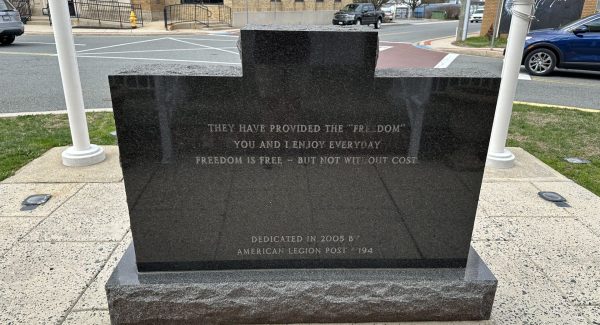 THEY HAVE PROVIDED THE "FREEDOM"
YOU AND I ENJOY EVERYDAY
FREEDOM IS FREE – BUT NOT WITHOUT COST
DEDICATED IN 2005 BY
AMERICAN LEGION POST #194